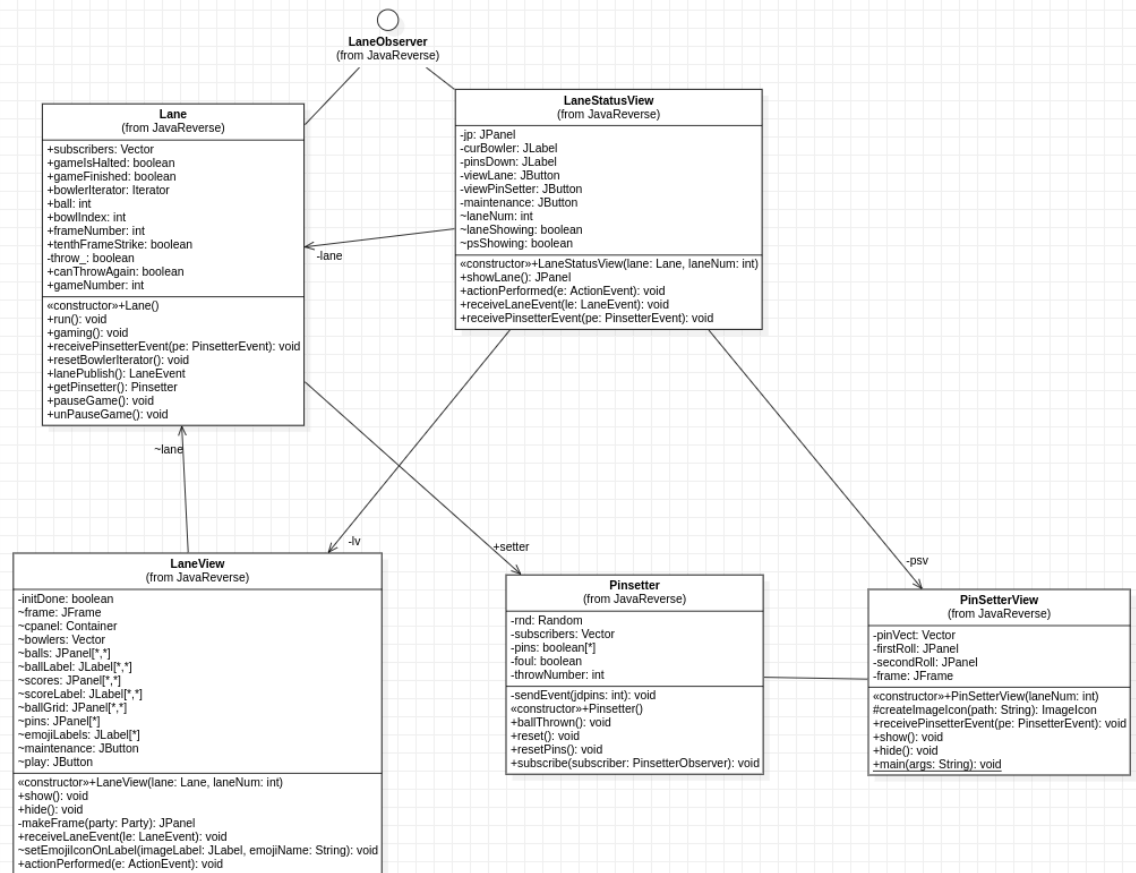 LaneObserver
(from JavaReverse)
Lane
(from JavaReverse)
+subscribers: Vector
+gameIsHalted: boolean
+gameFinished: boolean
+bowlerIterator: Iterator
+ball: int
+bowlIndex: int
+frameNumber: int
+tenthFrameStrike: boolean
-throw_: boolean
+canThrowAgain: boolean
+gameNumber: int
«constructor»+Lane()
+run(): void
+gaming(): void
+receivePinsetterEvent(pe: PinsetterEvent): void
+resetBowlerIterator(): void
+lanePublish(): LaneEvent
+getPinsetter(): Pinsetter
+pauseGame(): void
+unPauseGame(): void
LaneStatusView
(from JavaReverse)
-jp: JPanel
-curBowler: JLabel
-pinsDown: JLabel
-viewLane: JButton
-viewPinSetter: JButton
-maintenance: JButton
~laneNum: int
~laneShowing: boolean
~psShowing: boolean
«constructor»+LaneStatusView(lane: Lane, laneNum: int)
+showLane(): JPanel
+actionPerformed(e: ActionEvent): void
+receiveLaneEvent(le: LaneEvent): void
+receivePinsetterEvent(pe: PinsetterEvent): void
-lane
~lane
-lv
+setter
-psv
LaneView
(from JavaReverse)
-initDone: boolean
~frame: JFrame
~cpanel: Container
~bowlers: Vector
~balls: JPanel[*,*]
~ballLabel: JLabel[*,*]
~scores: JPanel[*,*]
~scoreLabel: JLabel[*,*]
~ballGrid: JPanel[*,*]
~pins: JPanel[*]
~emojiLabels: JLabel[*]
~maintenance: JButton
~play: JButton
«constructor»+LaneView(lane: Lane, laneNum: int)
+show(): void
+hide(): void
-makeFrame(party: Party): JPanel
+receiveLaneEvent(le: LaneEvent): void
~setEmojiIconOnLabel(imageLabel: JLabel, emojiName: String): void
+actionPerformed(e: ActionEvent): void
Pinsetter
(from JavaReverse)
-rnd: Random
-subscribers: Vector
-pins: boolean[*]
-foul: boolean
-throwNumber: int
-sendEvent(jdpins: int): void
«constructor»+Pinsetter()
+ballThrown(): void
+reset(): void
+resetPins(): void
+subscribe(subscriber: PinsetterObserver): void
PinSetterView
(from JavaReverse)
-pinVect: Vector
-firstRoll: JPanel
-secondRoll: JPanel
-frame: JFrame
«constructor»+PinSetterView(laneNum: int)
#createImageIcon(path: String): ImageIcon
+receivePinsetterEvent(pe: PinsetterEvent): void
+show(): void
+hide(): void
+main(args: String): void